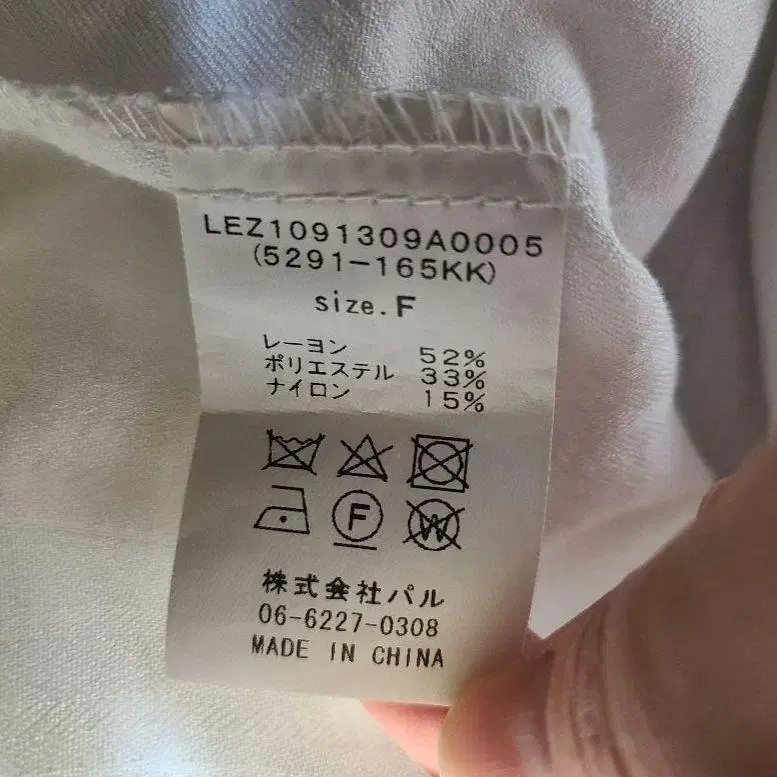 LEZ1091309A0005
(5291-165KK)
size.F
レーヨン 52%
ポリエステル 33%
ナイロン 15%
F W
株式会社パル
06-6227-0308
MADE IN CHINA